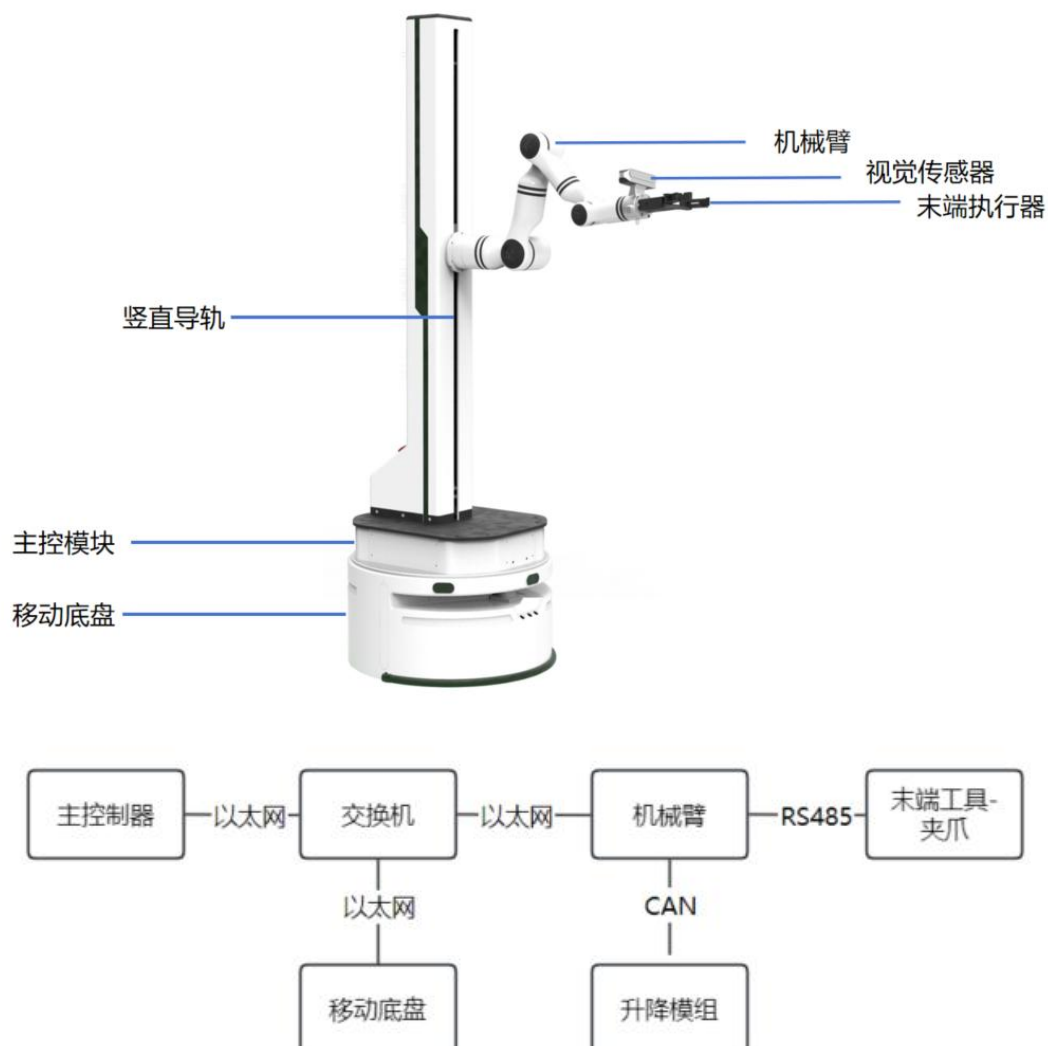 机械臂
视觉传感器
末端执行器
竖直导轨
主控模块
移动底盘
主控制器
以太网
交换机
以太网
机械臂
RS485
末端工具-
夹爪
以太网
CAN
移动底盘
升降模组